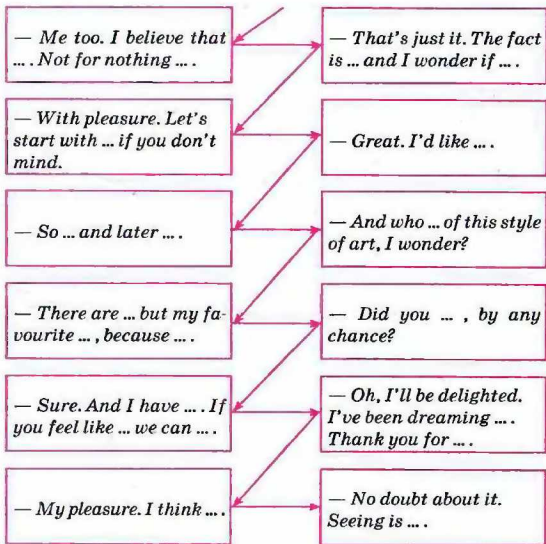 — Me too. I believe that
.... Not for nothing ....
— That's just it. The fact
is ... and I wonder if ....
— With pleasure. Let's
start with ... if you don't
mind.
— Great. I'd like ....
— So ... and later ....
— And who ... of this style
of art, I wonder?
— There are ... but my fa-
vourite ..., because ....
— Did you ... , by any
chance?
— Sure. And I have .... If
you feel like ... we can ....
— Oh, I'll be delighted.
I've been dreaming ....
Thank you for ....
— My pleasure. I think ....
— No doubt about it.
Seeing is ....